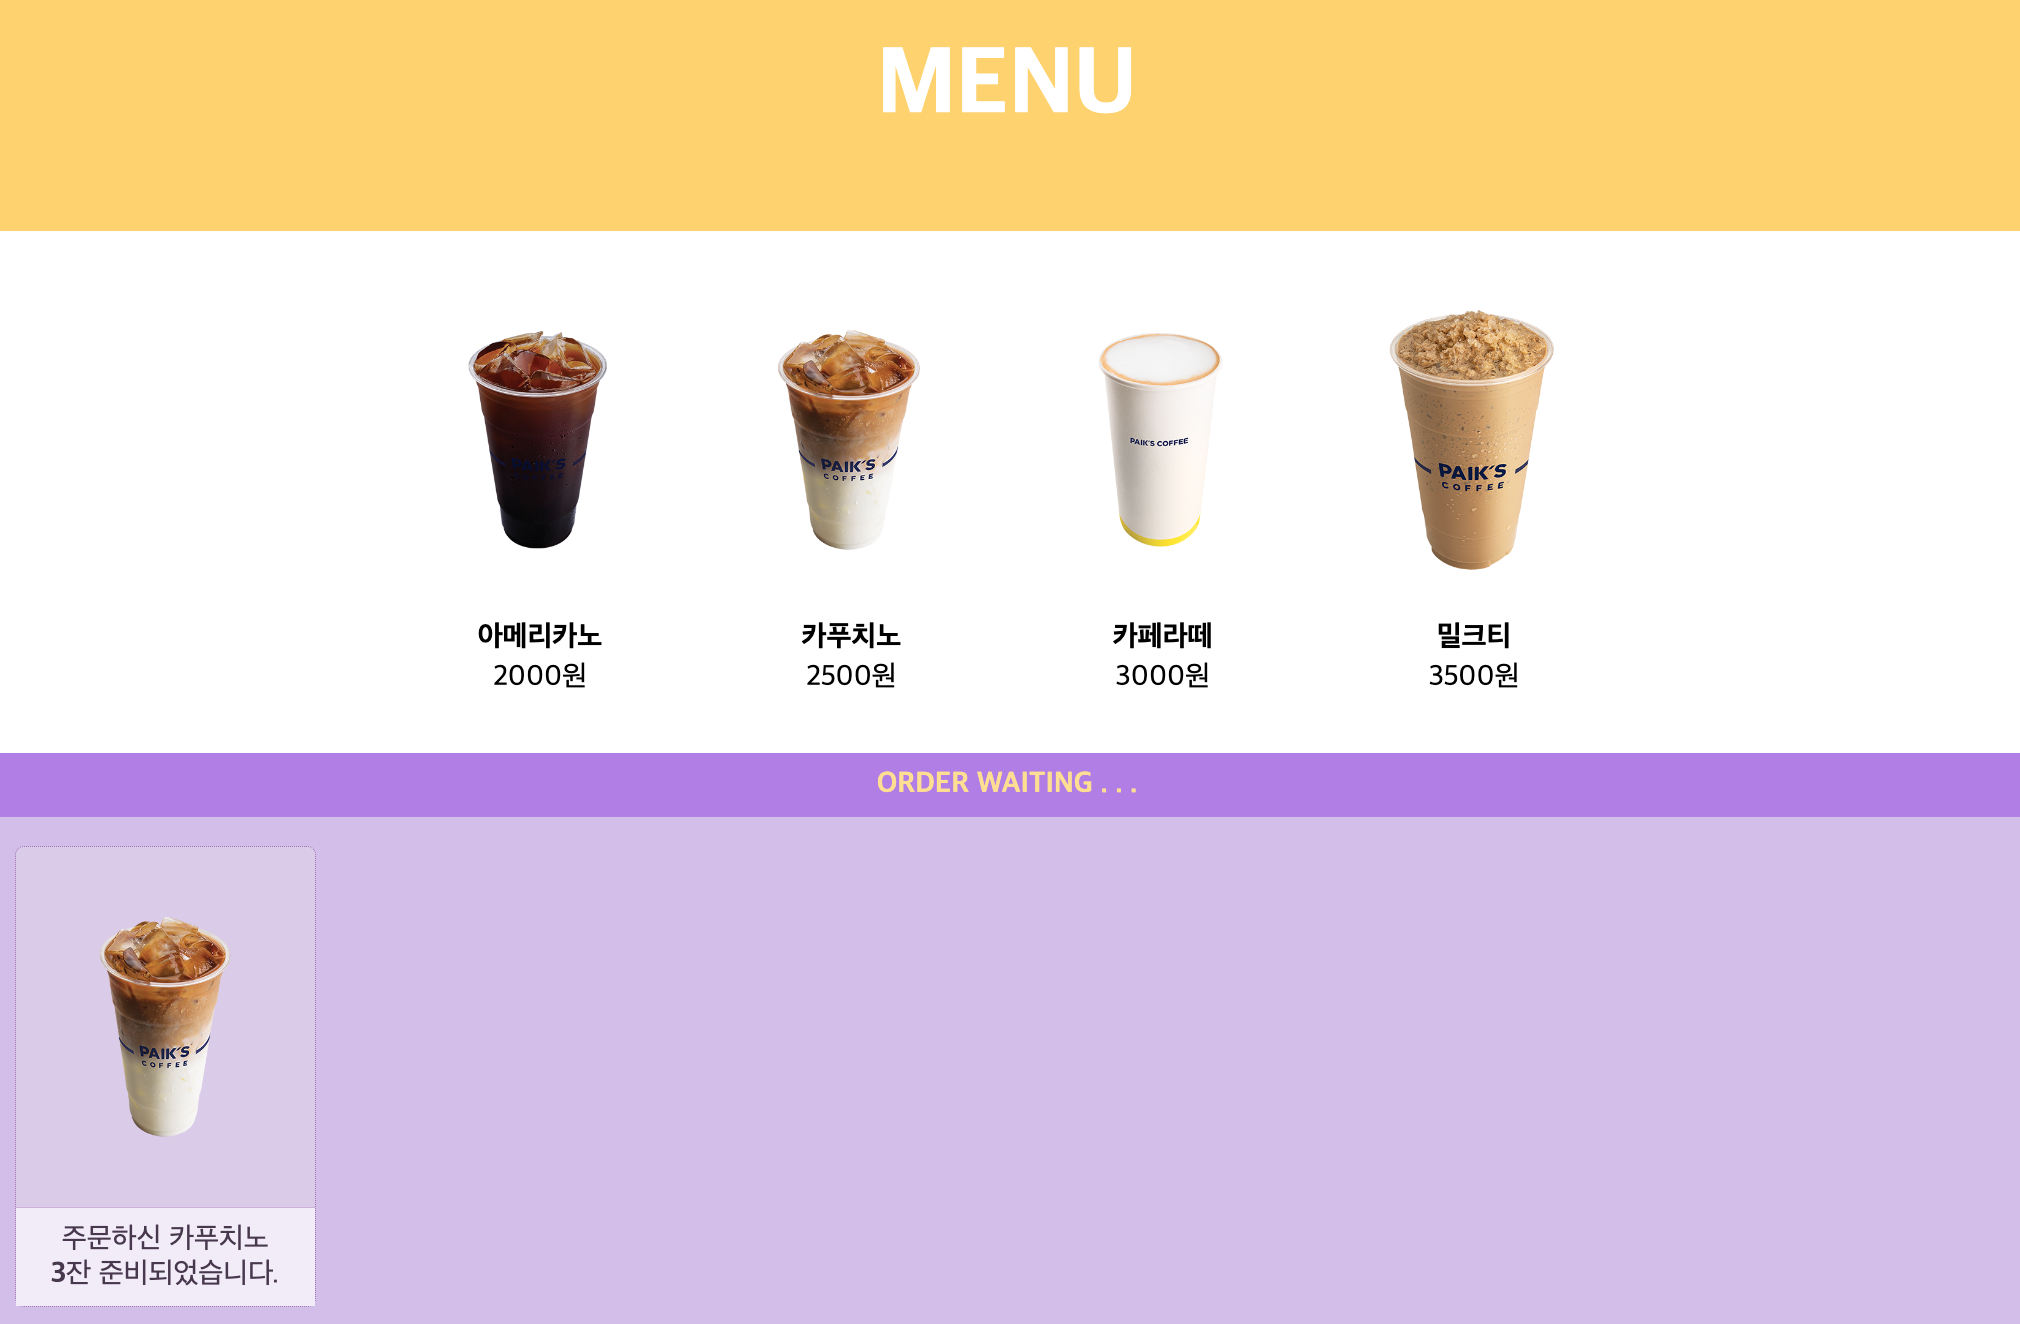 MENU
PAIK'S
COFFEE
PAIK'S
COFFEE
PAIK'S COFFEE
PAIK'S
COFFEE
아메리카노
2000원
카푸치노
2500원
카페라떼
3000원
밀크티
3500원
ORDER WAITING . . .
PAIK'S
COFFEE
주문하신 카푸치노
3잔 준비되었습니다.